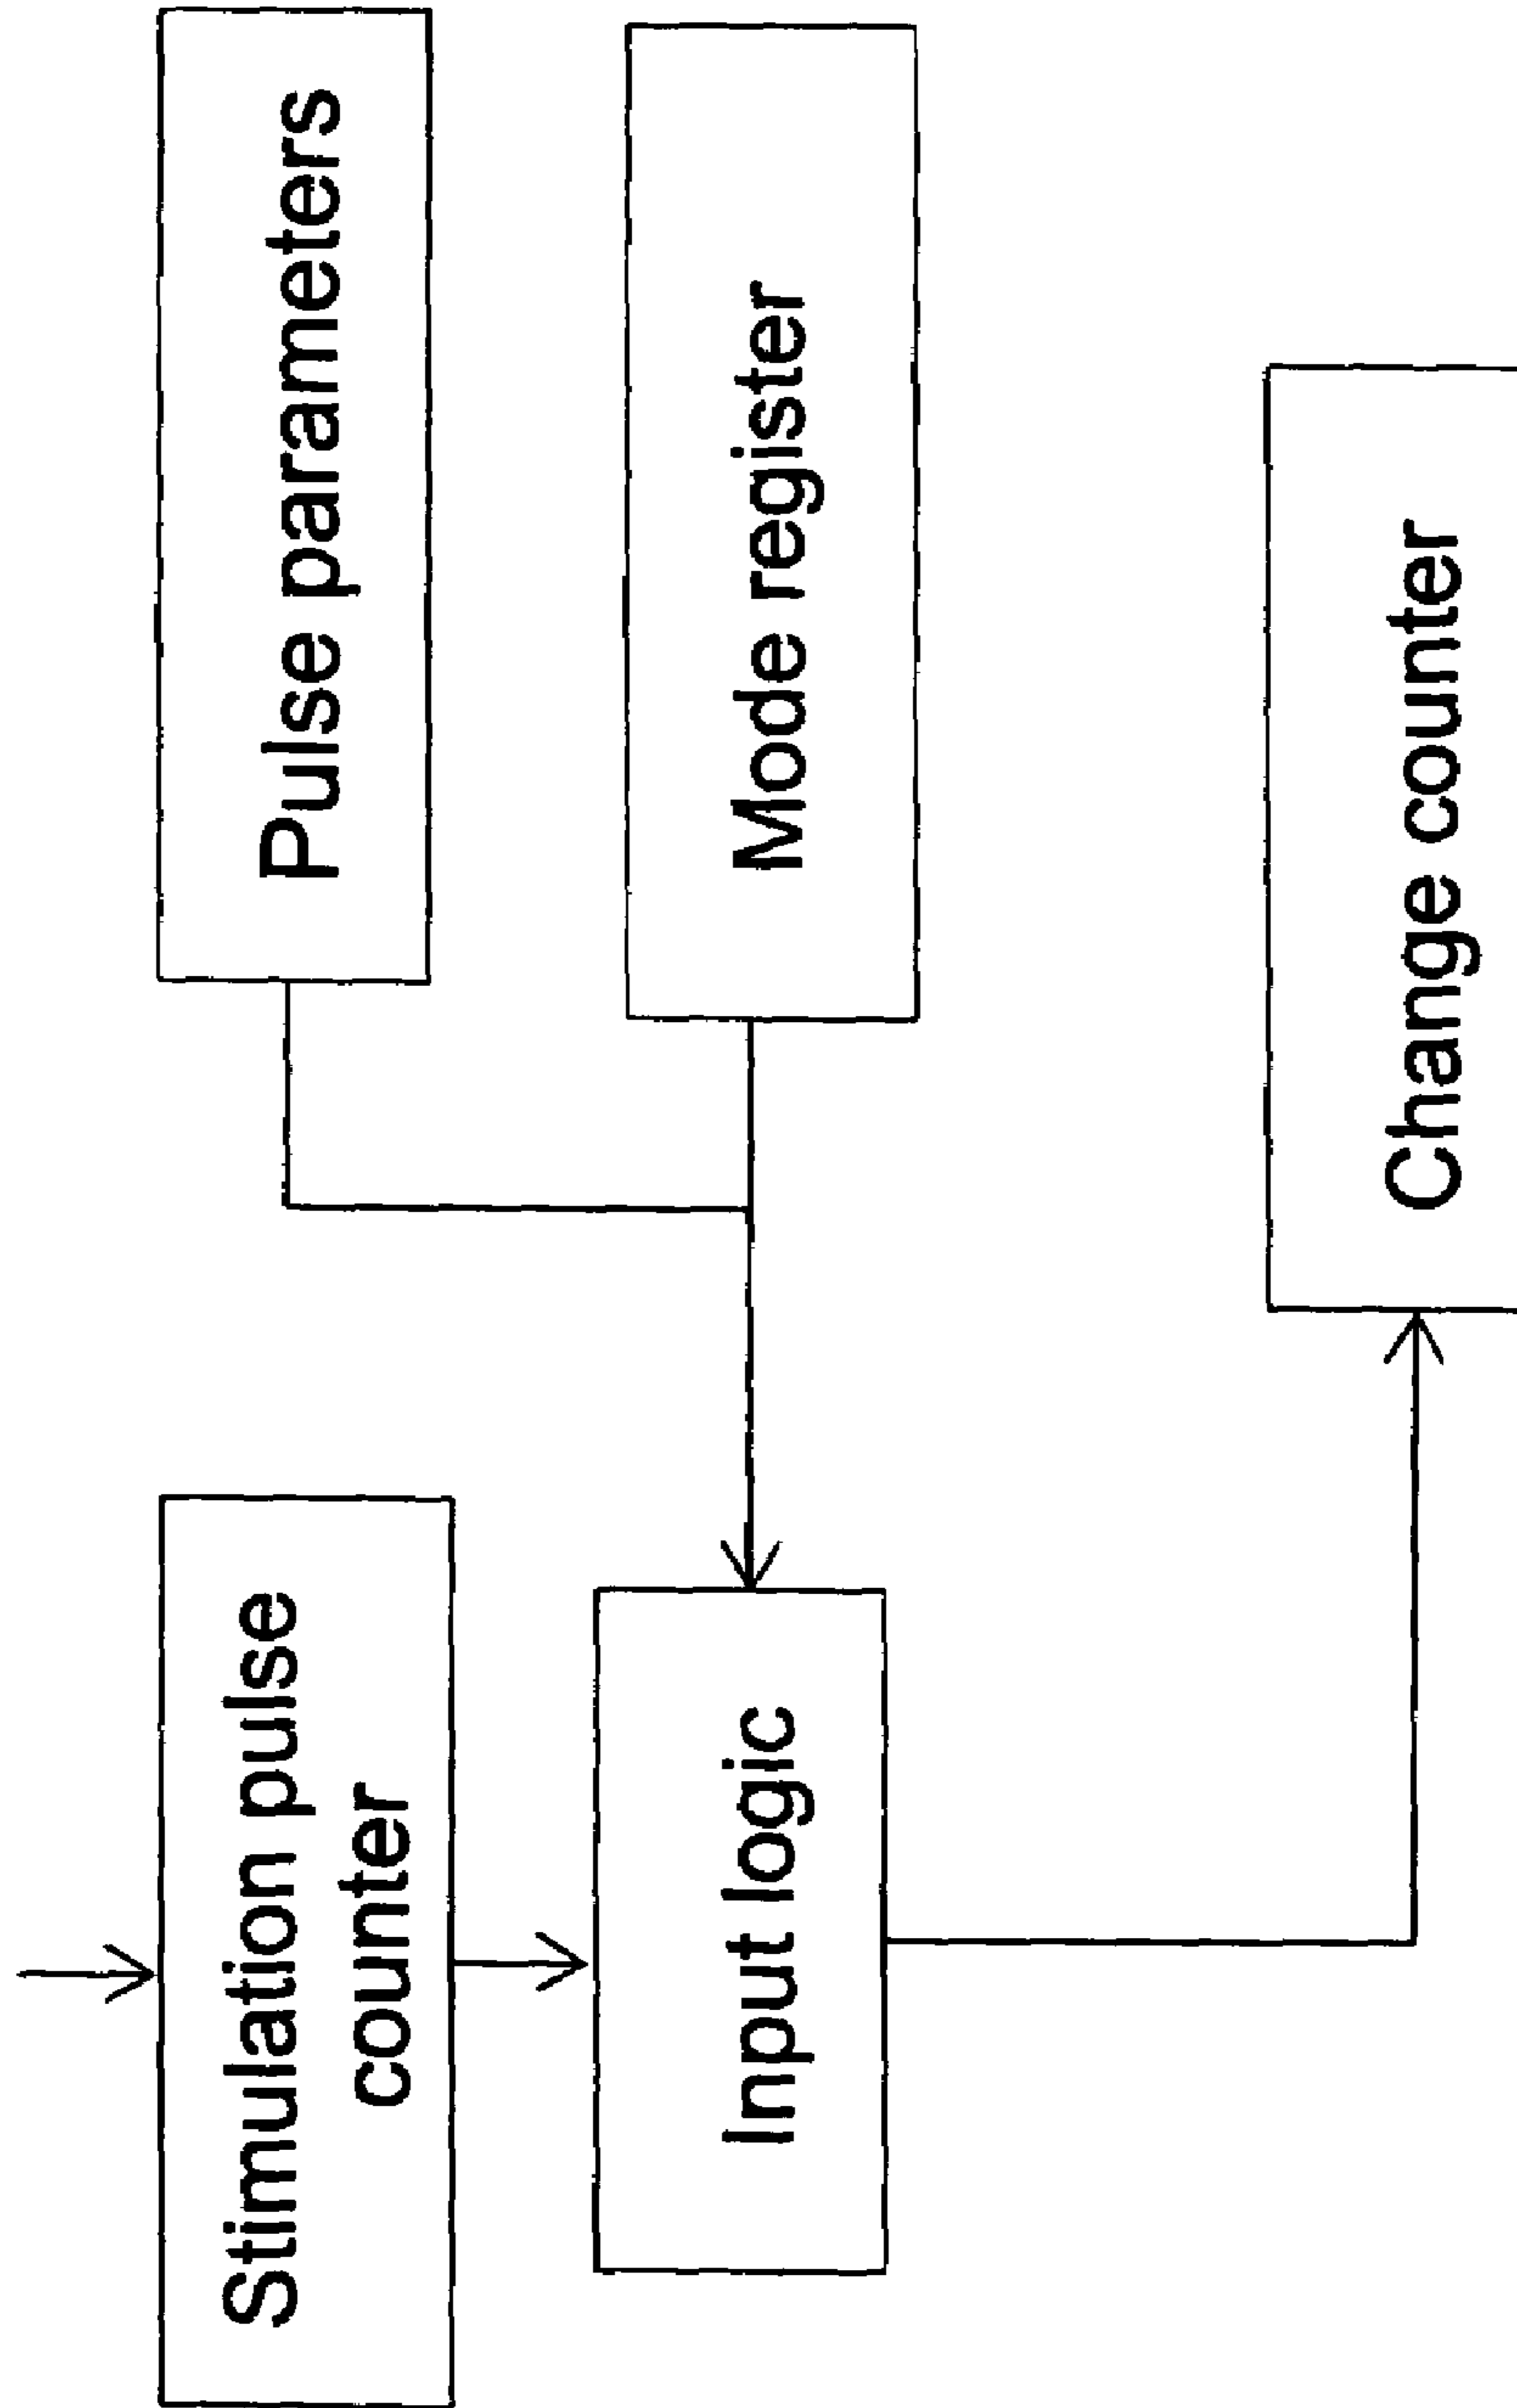 Stimulation pulse
counter
Pulse parameters
Input logic
Mode register
Change counter